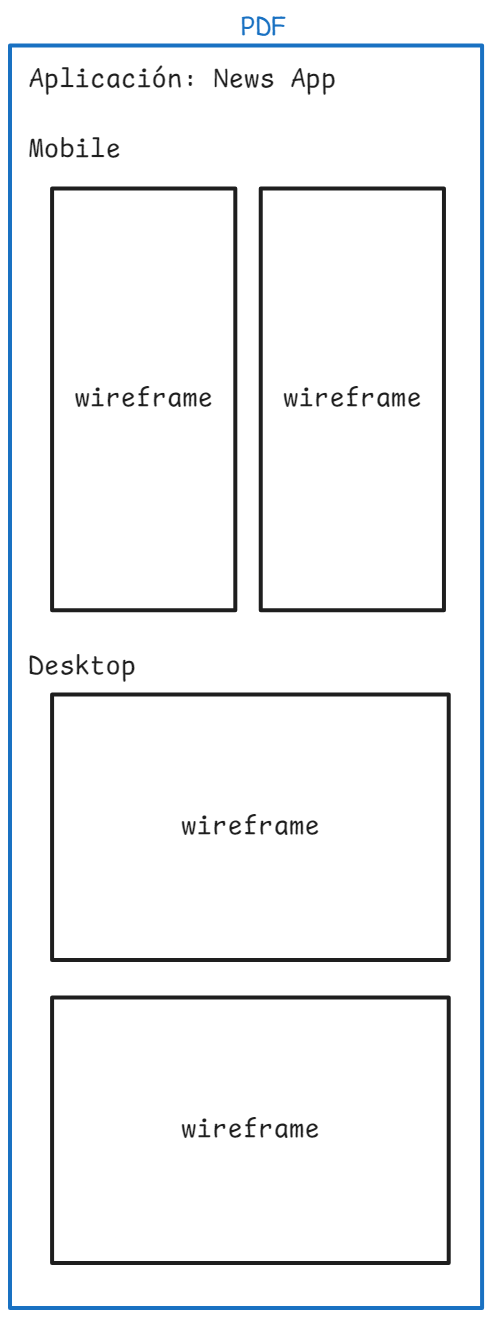 PDF
Aplicación: News App
Mobile
wireframe
wireframe
Desktop
wireframe
wireframe